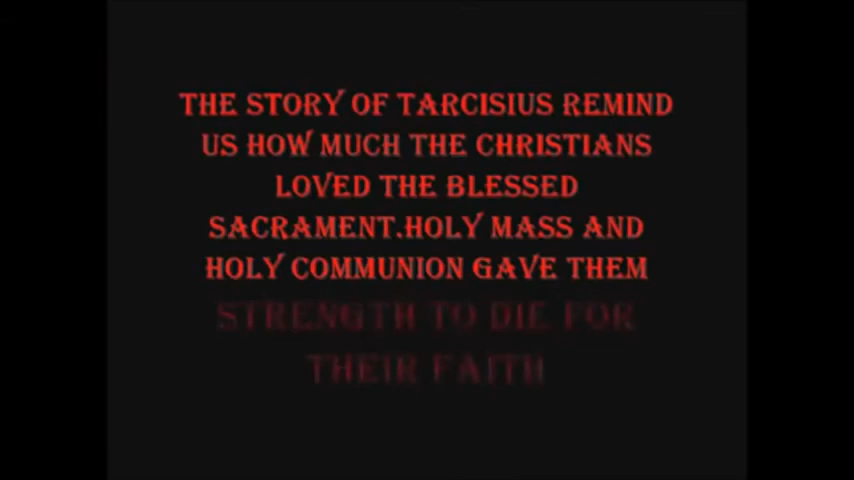 THE STORY OF TARCISIUS REMIND
US HOW MUCH THE CHRISTIANS
LOVED THE BLESSED
SACRAMENT.HOLY MASS AND
HOLY COMMUNION GAVE THEM
STRENGTH TO DIE FOR
THEIR FAITH